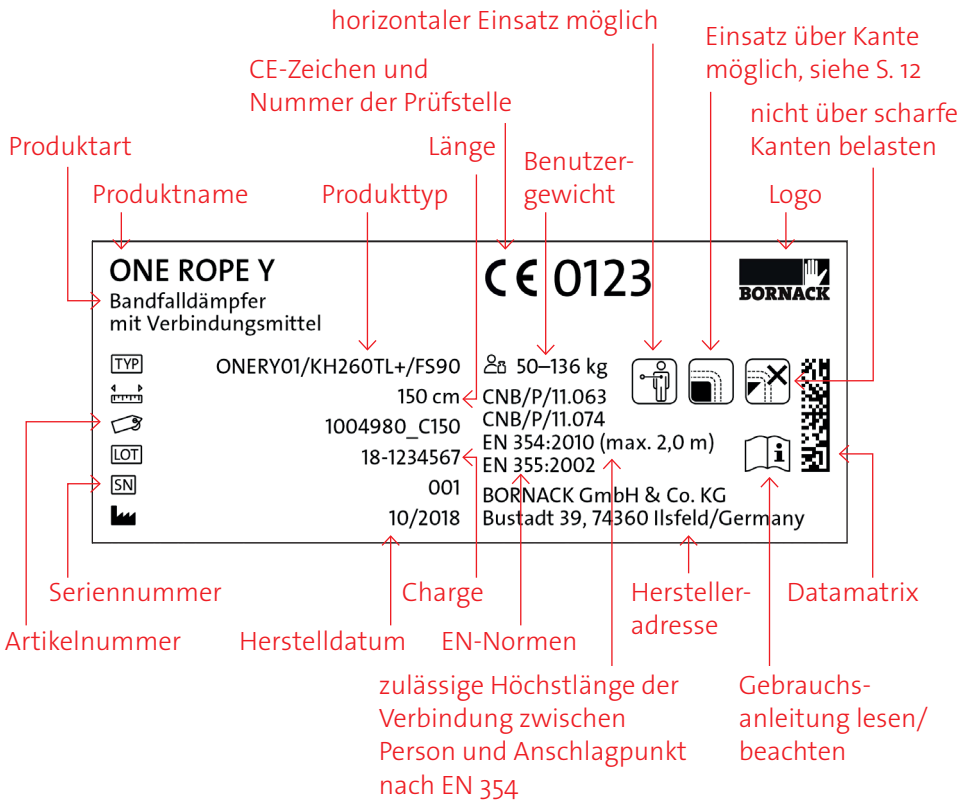 horizontaler Einsatz möglich
Einsatz über Kante
möglich, siehe S. 12
CE-Zeichen und
Nummer der Prüfstelle
nicht über scharfe
Kanten belasten
Produktart
Länge
Benutzer-
gewicht
Produktname
Produkttyp
Logo
ONE ROPE Y
CE 0123
BORNACK
Bandfalldämpfer
mit Verbindungsmittel
TYP
ONERY01/KH260TL+/FS90
50–136 kg
150 cm
CNB/P/11.063
1004980_C150
CNB/P/11.074
EN 354:2010 (max. 2,0 m)
LOT
18-1234567
EN 355:2002
i
SN
001
BORNACK GmbH & Co. KG
10/2018
Bustadt 39, 74360 Ilsfeld/Germany
Seriennummer
Charge
Hersteller-
adresse
Datamatrix
Artikelnummer
Herstelldatum
EN-Normen
zulässige Höchstlänge der
Verbindung zwischen
Person und Anschlagpunkt
nach EN 354
Gebrauchs-
anleitung lesen/
beachten